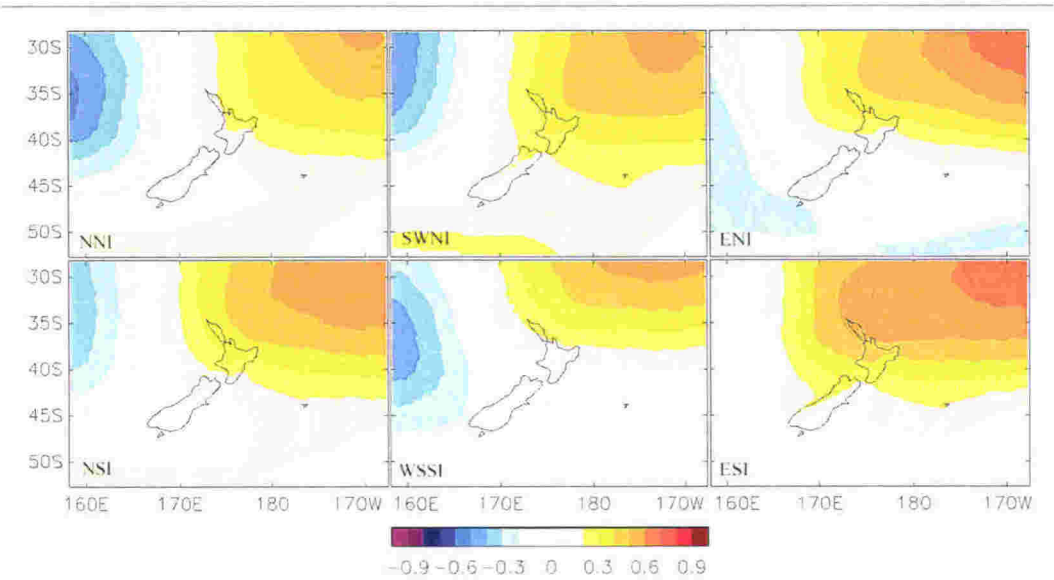 30S
35S
40S
45S
50S
NNI
SWNI
ENI
30S
35S
40S
45S
50S
NSI
WSSI
ESI
160E 170E 180 170W 160E 170E 180 170W 160E 170E 180 170W
-0.9 -0.6 -0.3 0 0.3 0.6 0.9